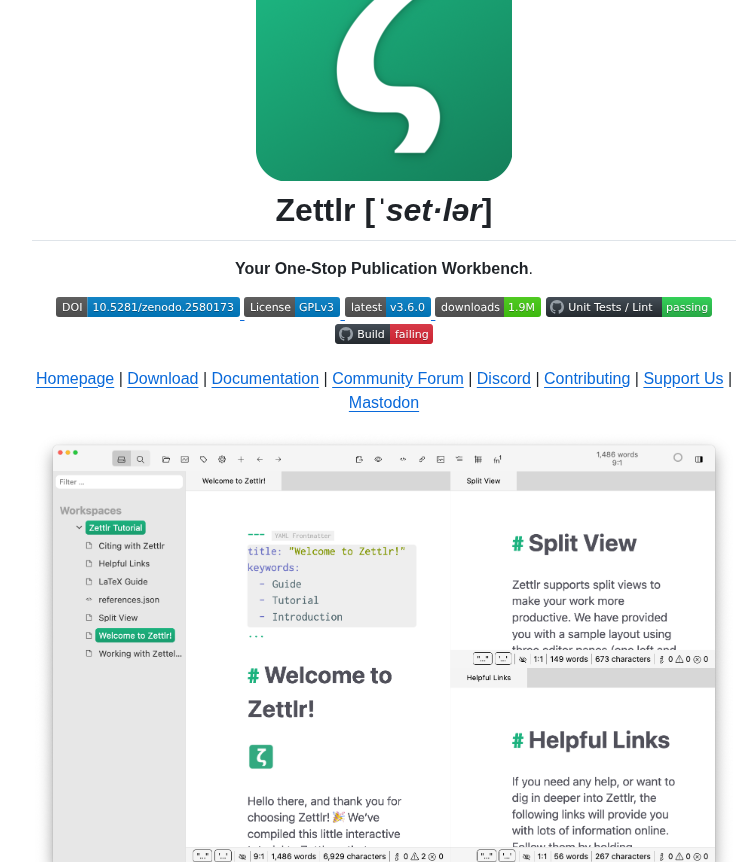 ζ
Zettlr [ˈset·lər]
Your One-Stop Publication Workbench.
DOI 10.5281/zenodo.2580173 License GPLv3 latest v3.6.0 downloads 1.9M Unit Tests / Lint passing
Build failing
Homepage | Download | Documentation | Community Forum | Discord | Contributing | Support Us |
Mastodon
1,486 words
9:1
Filter ...
Welcome to Zettlr!
Split View
Workspaces
Zettlr Tutorial
Citing with Zettlr
Helpful Links
LaTeX Guide
references.json
Split View
Welcome to Zettlr!
Working with Zettel...
--- YAML Frontmatter
title: "Welcome to Zettlr!"
keywords:
- Guide
- Tutorial
- Introduction
...
# Welcome to
Zettlr!
ζ
Hello there, and thank you for
choosing Zettlr! 🎉 We've
compiled this little interactive
9:1 1,486 words 6,929 characters 0 2 0
# Split View
Zettlr supports split views to
make your work more
productive. We have provided
you with a sample layout using
three editor panes (one left and
"…" '…' 1:1 149 words 673 characters 0 0 0
Helpful Links
# Helpful Links
If you need any help, or want to
dig in deeper into Zettlr, the
following links will provide you
with lots of information online.
Follow them by holding
"…" '…' 1:1 56 words 267 characters 0 0 0